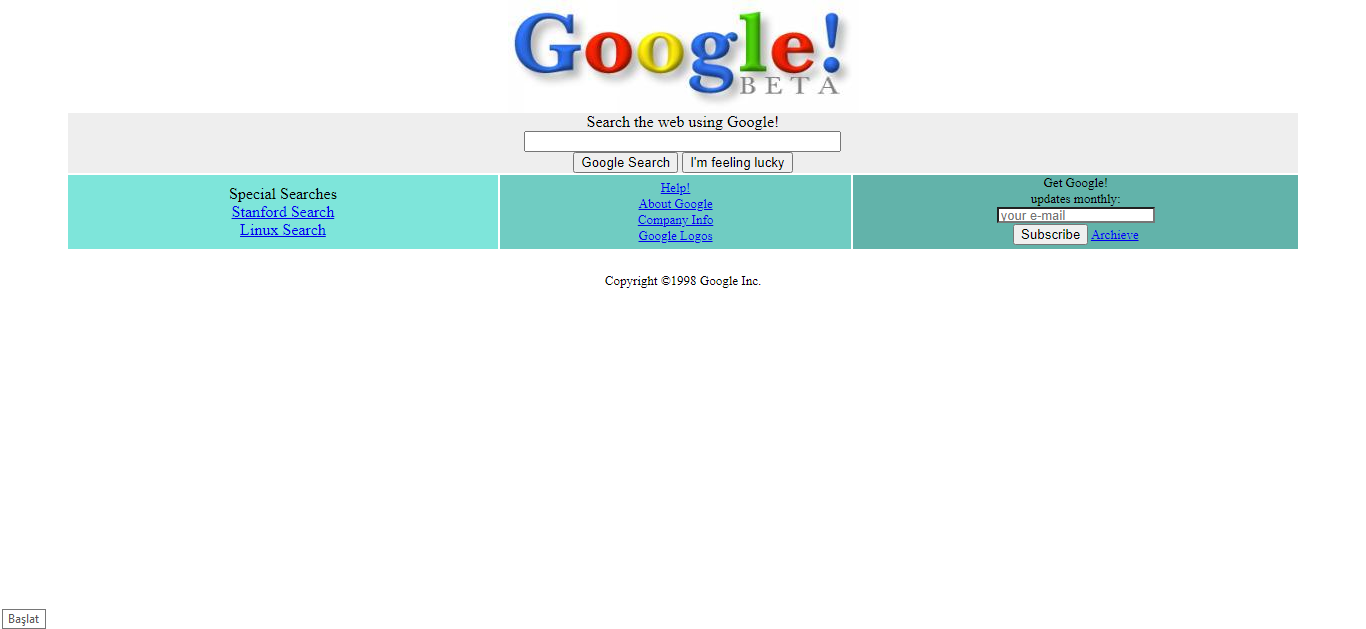 Google!
BETA
Search the web using Google!
Google Search I'm feeling lucky
Special Searches
Stanford Search
Linux Search
Help!
About Google
Company Info
Google Logos
Get Google!
updates monthly:
your e-mail
Subscribe Archieve
Copyright ©1998 Google Inc.
Başlat